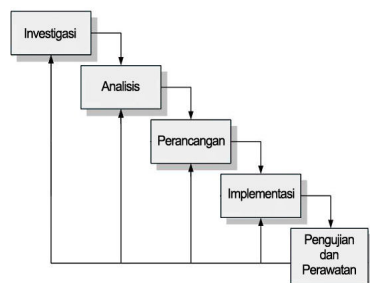 Investigasi
Analisis
Perancangan
Implementasi
Pengujian
dan
Perawatan